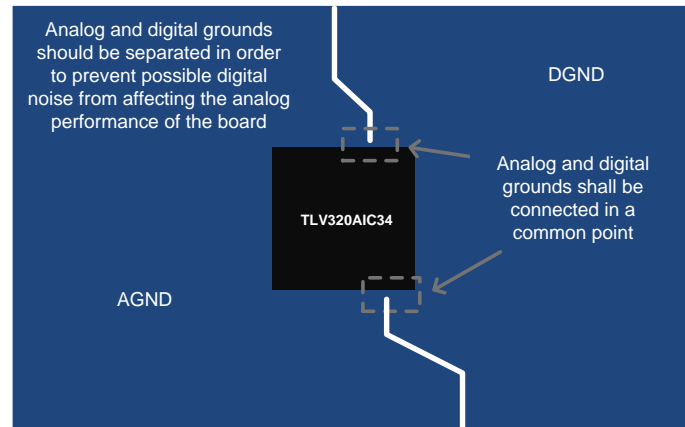 Analog and digital grounds
should be separated in order
to prevent possible digital
noise from affecting the analog
performance of the board
DGND
Analog and digital
grounds shall be
connected in a
common point
TLV320AIC34
AGND